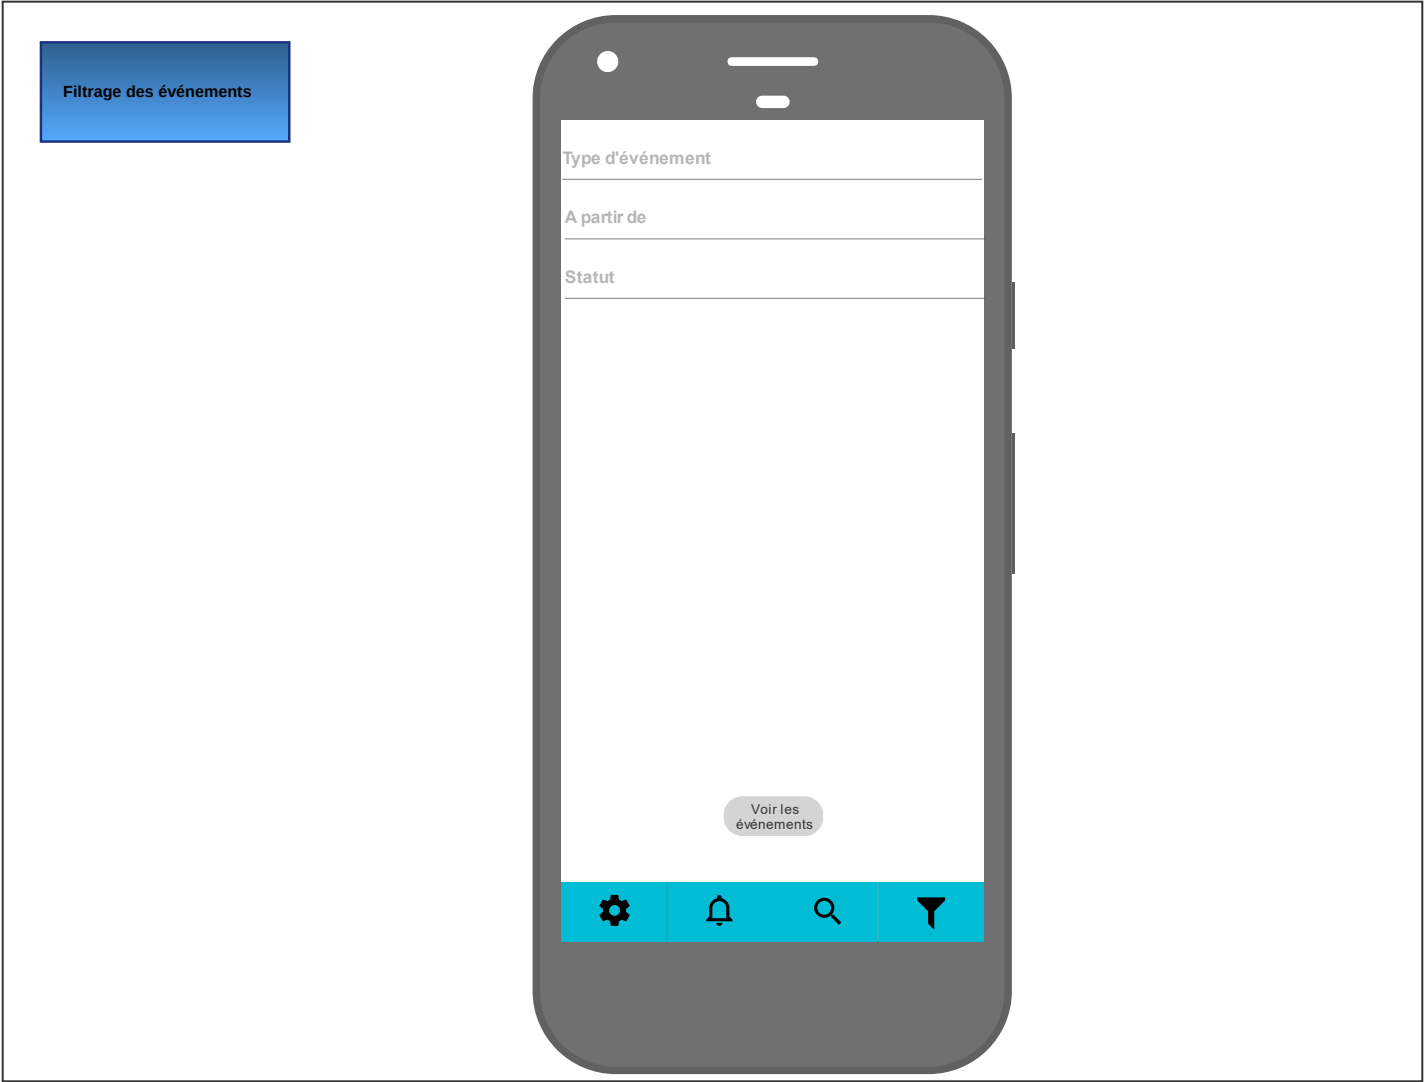 Filtrage des événements
Type d'événement
A partir de
Statut
Voir les
événements